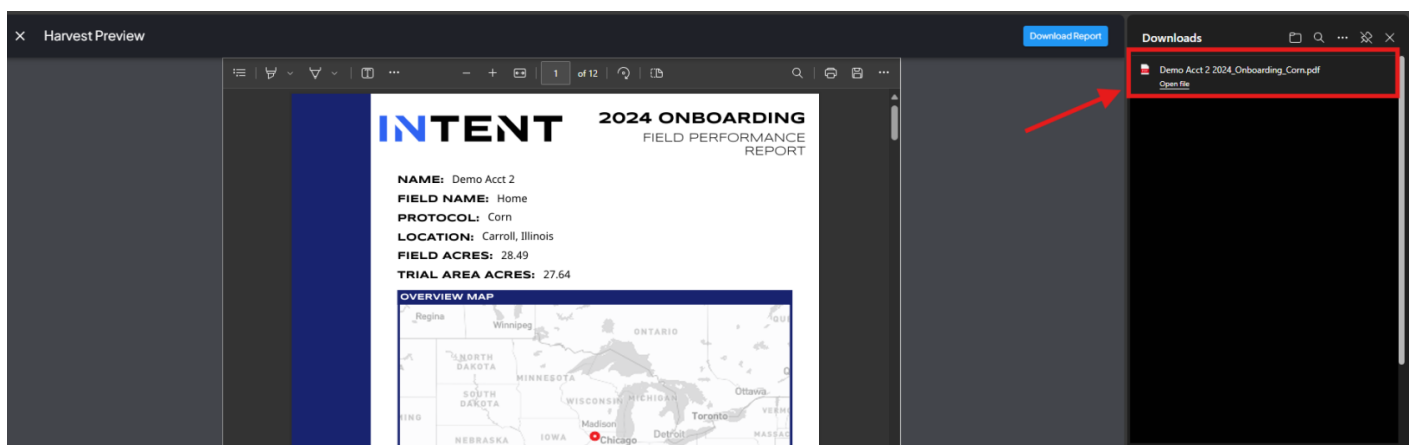 Harvest Preview
Download Report
Downloads
Demo Acct 2 2024_Onboarding_Corn.pdf
Open file
1 of 12
INTENT
2024 ONBOARDING
FIELD PERFORMANCE
REPORT
NAME: Demo Acct 2
FIELD NAME: Home
PROTOCOL: Corn
LOCATION: Carroll, Illinois
FIELD ACRES: 28.49
TRIAL AREA ACRES: 27.64
OVERVIEW MAP
Regina
Winnipeg
ONTARIO
NORTH
DAKOTA
MINNESOTA
SOUTH
DAKOTA
WISCONSIN
MICHIGAN
Ottawa
Toronto
Madison
NEBRASKA
IOWA
Chicago
Detroit